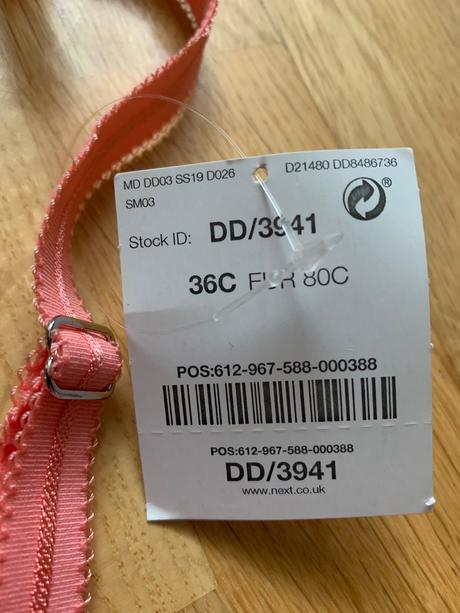 MD DD03 SS19 D026
D21480 DD8486736
SM03
®
Stock ID: DD/3941
36C EUR 80C
POS:612-967-588-000388
POS:612-967-588-000388
DD/3941
www.next.co.uk